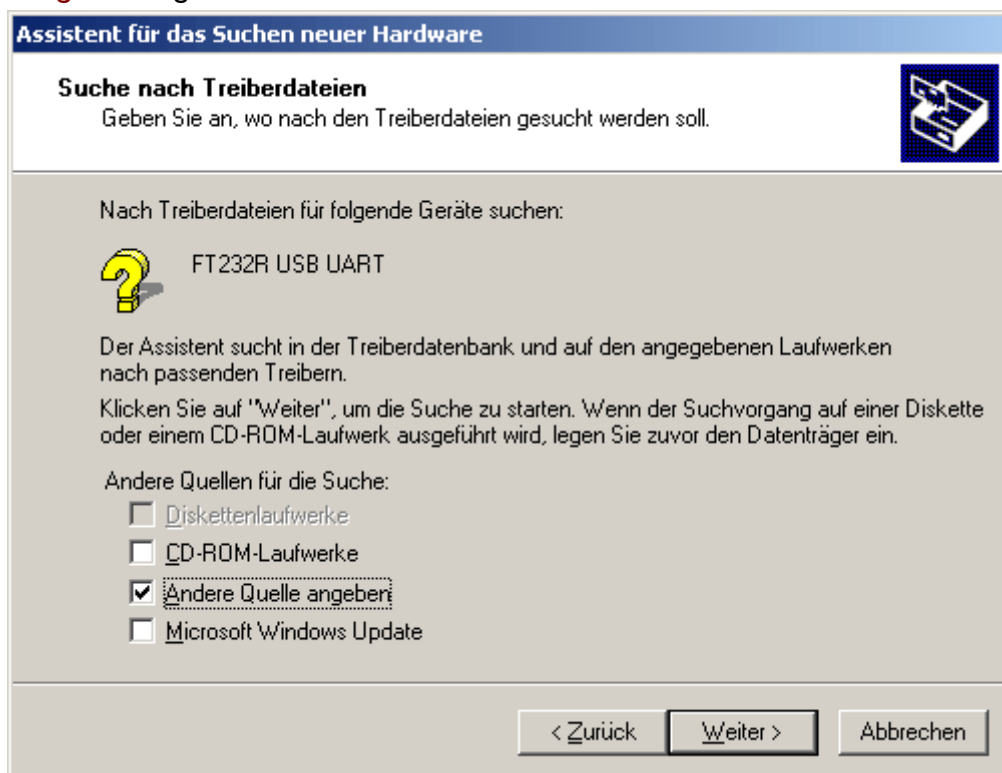 Assistent für das Suchen neuer Hardware
Suche nach Treiberdateien
Geben Sie an, wo nach den Treiberdateien gesucht werden soll.
Nach Treiberdateien für folgende Geräte suchen:
FT232R USB UART
Der Assistent sucht in der Treiberdatenbank und auf den angegebenen Laufwerken
nach passenden Treibern.
Klicken Sie auf "Weiter", um die Suche zu starten. Wenn der Suchvorgang auf einer Diskette
oder einem CD-ROM-Laufwerk ausgeführt wird, legen Sie zuvor den Datenträger ein.
Andere Quellen für die Suche:
Diskettenlaufwerke
CD-ROM-Laufwerke
Andere Quelle angeben
Microsoft Windows Update
< Zurück Weiter > Abbrechen